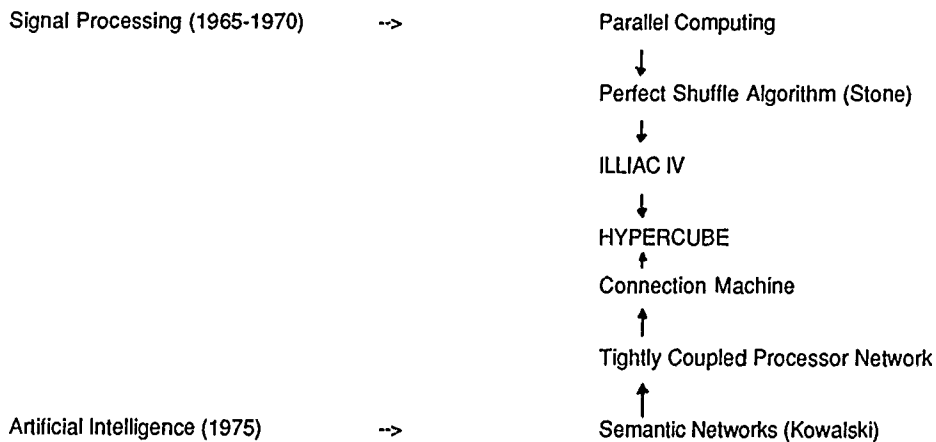 Signal Processing (1965-1970) --> Parallel Computing
Perfect Shuffle Algorithm (Stone)
ILLIAC IV
HYPERCUBE
Connection Machine
Tightly Coupled Processor Network
Artificial Intelligence (1975) --> Semantic Networks (Kowalski)